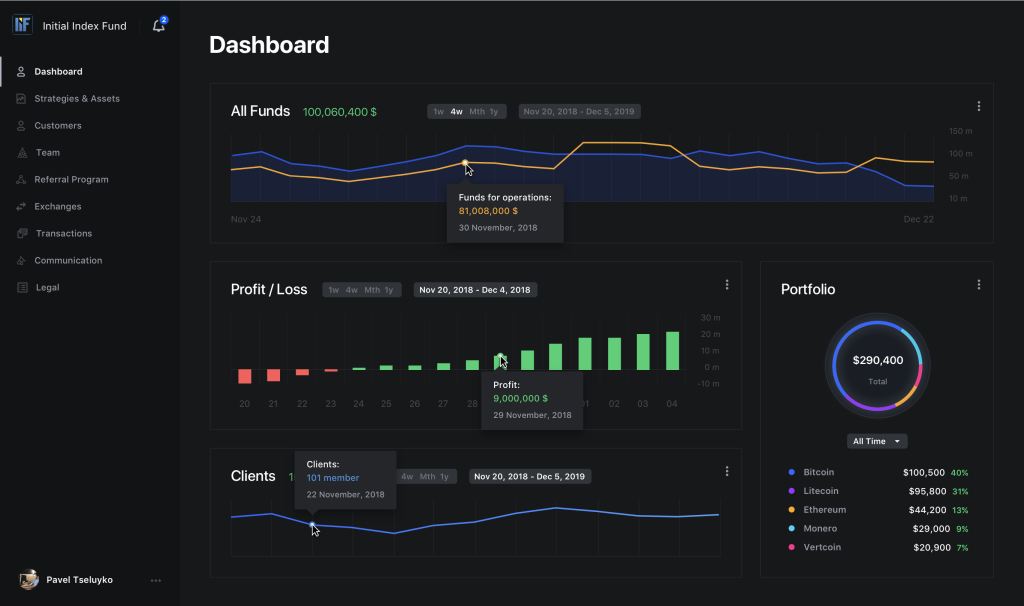 Initial Index Fund
2
Dashboard
Strategies & Assets
Customers
Team
Referral Program
Exchanges
Transactions
Communication
Legal
Pavel Tseluyko
Dashboard
All Funds 100,060,400 $ 1w 4w Mth 1y Nov 20, 2018 - Dec 5, 2019
150 m
100 m
50 m
10 m
Nov 24 Dec 22
Funds for operations:
81,008,000 $
30 November, 2018
Profit / Loss 1w 4w Mth 1y Nov 20, 2018 - Dec 4, 2018
30 m
20 m
10 m
0 m
-10 m
20 21 22 23 24 25 26 27 28 02 03 04
Profit:
9,000,000 $
29 November, 2018
Clients 4w Mth 1y Nov 20, 2018 - Dec 5, 2019
Clients:
101 member
22 November, 2018
Portfolio
$290,400
Total
All Time
Bitcoin $100,500 40%
Litecoin $95,800 31%
Ethereum $44,200 13%
Monero $29,000 9%
Vertcoin $20,900 7%